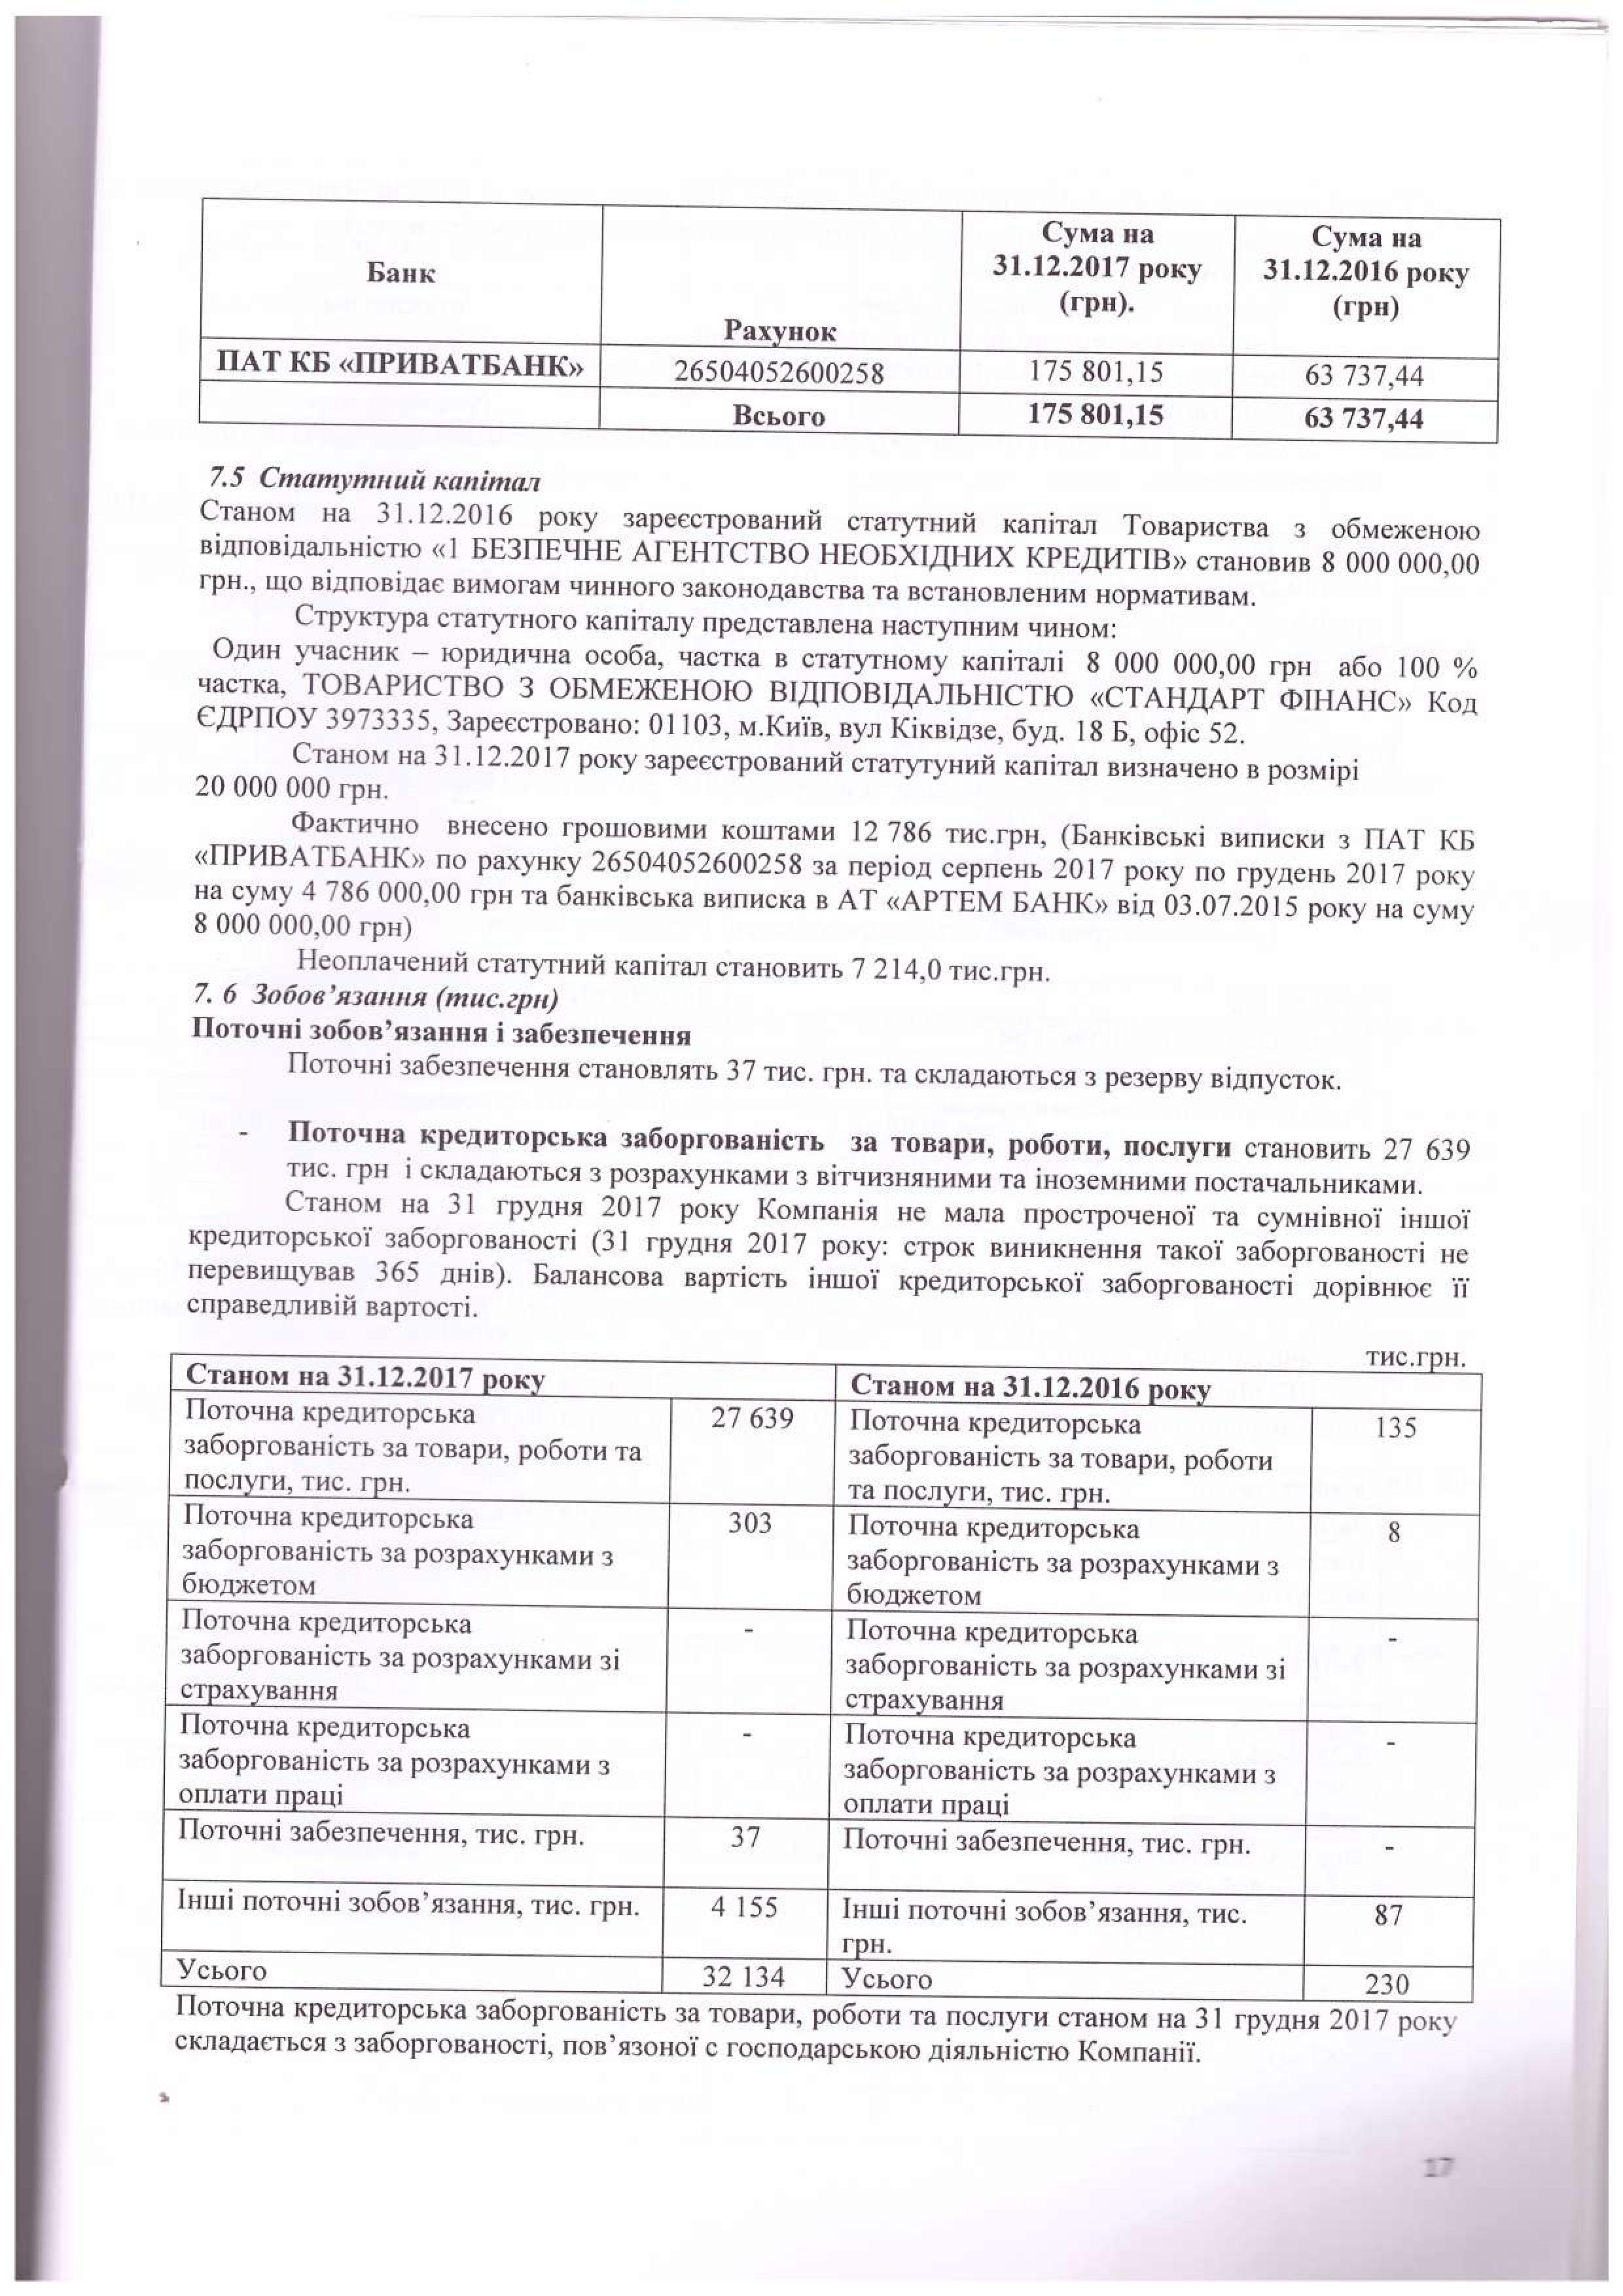 Банк
Рахунок
Сума на
31.12.2017 року
(грн).
Сума на
31.12.2016 року
(грн)
ПАТ КБ «ПРИВАТБАНК»
26504052600258
175 801,15
63 737,44
Всього
175 801,15
63 737,44
7.5 Статутний капітал
Станом на 31.12.2016 року зареєстрований статутний капітал Товариства з обмеженою
відповідальністю «1 БЕЗПЕЧНЕ АГЕНТСТВО НЕОБХІДНИХ КРЕДИТІВ» становив 8 000 000,00
грн., що відповідає вимогам чинного законодавства та встановленим нормативам.
Структура статутного капіталу представлена наступним чином:
Один учасник – юридична особа, частка в статутному капіталі 8 000 000,00 грн або 100 %
частка, ТОВАРИСТВО З ОБМЕЖЕНОЮ ВІДПОВІДАЛЬНІСТЮ «СТАНДАРТ ФІНАНС» Код
ЄДРПОУ 3973335, Зареєстровано: 01103, м.Київ, вул Кіквідзе, буд. 18 Б, офіс 52.
Станом на 31.12.2017 року зареєстрований статутуний капітал визначено в розмірі
20 000 000 грн.
Фактично внесено грошовими коштами 12 786 тис.грн, (Банківські виписки з ПАТ КБ
«ПРИВАТБАНК» по рахунку 26504052600258 за період серпень 2017 року по грудень 2017 року
на суму 4 786 000,00 грн та банківська виписка в АТ «АРТЕМ БАНК» від 03.07.2015 року на суму
8 000 000,00 грн)
Неоплачений статутний капітал становить 7 214,0 тис.грн.
7. 6 Зобов’язання (тис.грн)
Поточні зобов’язання і забезпечення
Поточні забезпечення становлять 37 тис. грн. та складаються з резерву відпусток.
- Поточна кредиторська заборгованість за товари, роботи, послуги становить 27 639
тис. грн і складаються з розрахунками з вітчизняними та іноземними постачальниками.
Станом на 31 грудня 2017 року Компанія не мала простроченої та сумнівної іншої
кредиторської заборгованості (31 грудня 2017 року: строк виникнення такої заборгованості не
перевищував 365 днів). Балансова вартість іншої кредиторської заборгованості дорівнює її
справедливій вартості.
тис.грн.
Станом на 31.12.2017 року
Станом на 31.12.2016 року
Поточна кредиторська
заборгованість за товари, роботи та
послуги, тис. грн.
27 639
Поточна кредиторська
заборгованість за товари, роботи
та послуги, тис. грн.
135
Поточна кредиторська
заборгованість за розрахунками з
бюджетом
303
Поточна кредиторська
заборгованість за розрахунками з
бюджетом
8
Поточна кредиторська
заборгованість за розрахунками зі
страхування
-
Поточна кредиторська
заборгованість за розрахунками зі
страхування
-
Поточна кредиторська
заборгованість за розрахунками з
оплати праці
-
Поточна кредиторська
заборгованість за розрахунками з
оплати праці
-
Поточні забезпечення, тис. грн.
37
Поточні забезпечення, тис. грн.
-
Інші поточні зобов’язання, тис. грн.
4 155
Інші поточні зобов’язання, тис.
грн.
87
Усього
32 134
Усього
230
Поточна кредиторська заборгованість за товари, роботи та послуги станом на 31 грудня 2017 року
складається з заборгованості, пов’язоної с господарською діяльністю Компанії.
17